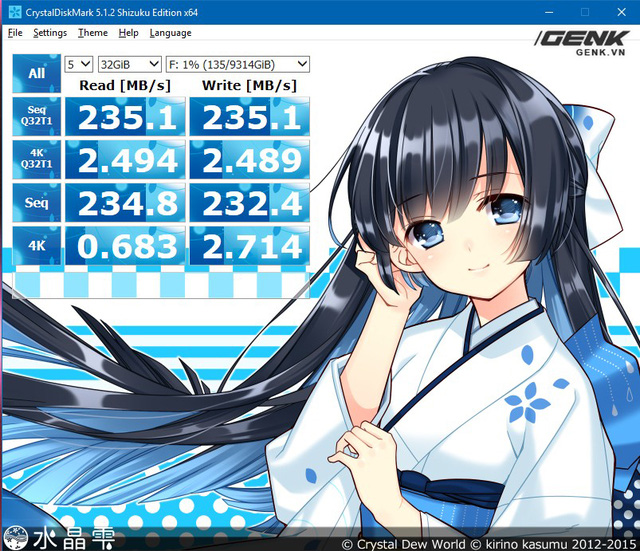 CrystalDiskMark 5.1.2 Shizuku Edition x64
File Settings Theme Help Language
GENK
GENK.VN
All 5 32GiB F: 1% (135/9314GiB)
Read [MB/s] Write [MB/s]
Seq Q32T1 235.1 235.1
4K Q32T1 2.494 2.489
Seq 234.8 232.4
4K 0.683 2.714
水晶雫
© Crystal Dew World © kirino kasumu 2012-2015